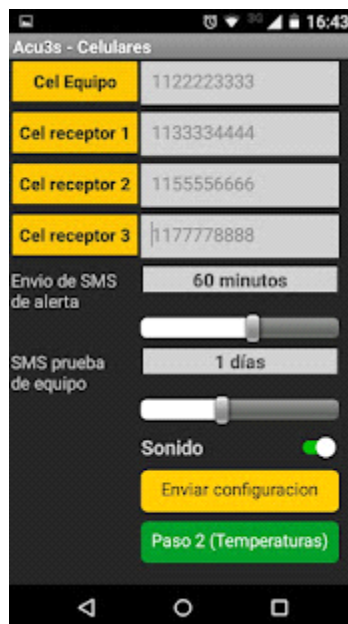 3G 16:43
Acu3s - Celulares
Cel Equipo 1122223333
Cel receptor 1 1133334444
Cel receptor 2 1155556666
Cel receptor 3 1177778888
Envio de SMS 60 minutos
de alerta
SMS prueba 1 días
de equipo
Sonido
Enviar configuracion
Paso 2 (Temperaturas)